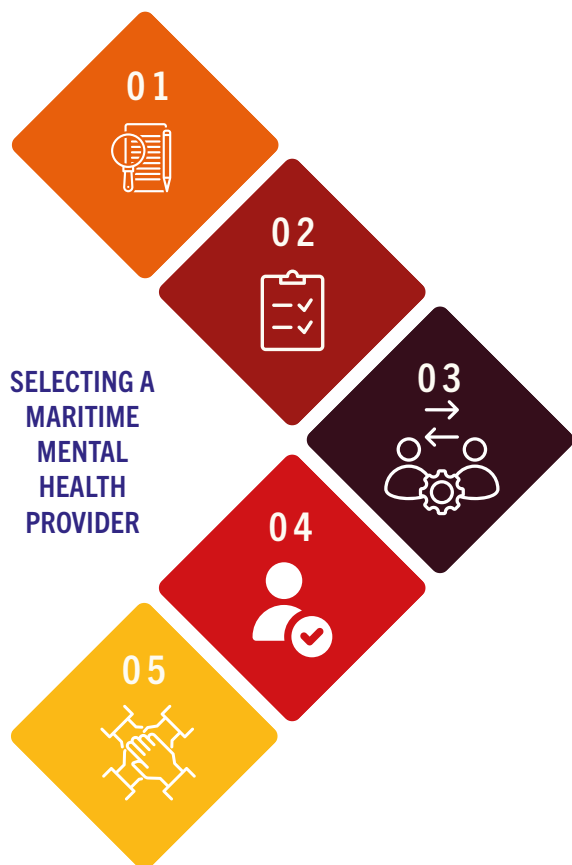 01
02
03
SELECTING A
MARITIME
MENTAL
HEALTH
PROVIDER
04
05